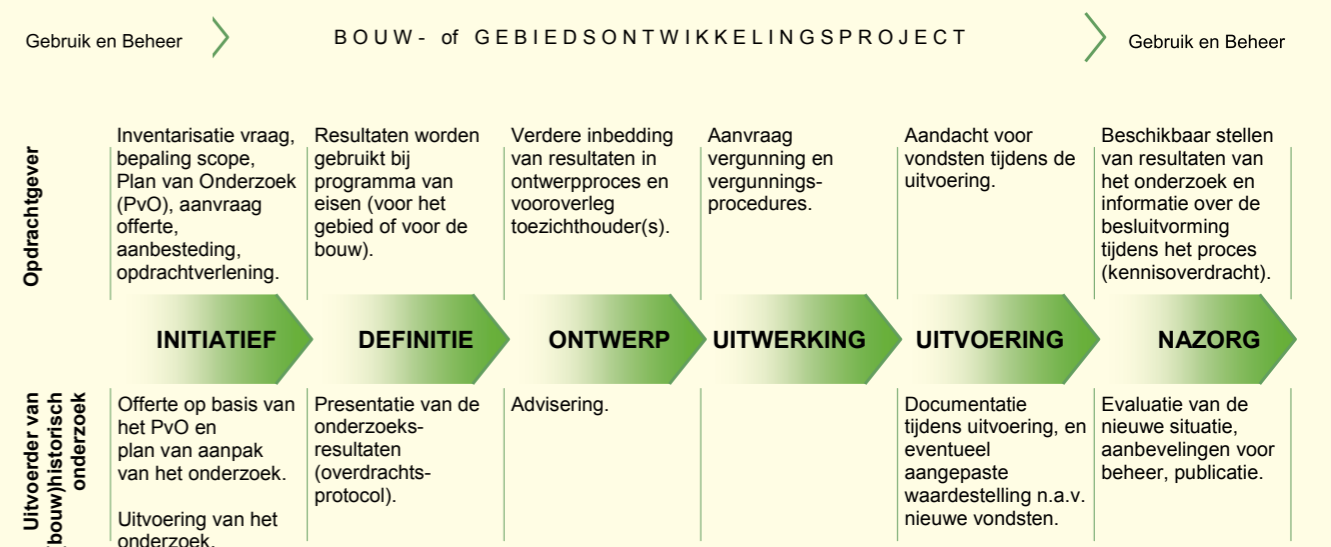 Gebruik en Beheer
BOUW- of GEBIEDSONTWIKKELINGSPROJECT
Gebruik en Beheer
Opdrachtgever
Inventarisatie vraag,
bepaling scope,
Plan van Onderzoek
(PvO), aanvraag
offerte,
aanbesteding,
opdrachtverlening.
Resultaten worden
gebruikt bij
programma van
eisen (voor het
gebied of voor de
bouw).
Verdere inbedding
van resultaten in
ontwerpproces en
vooroverleg
toezichthouder(s).
Aanvraag
vergunning en
vergunnings-
procedures.
Aandacht voor
vondsten tijdens de
uitvoering.
Beschikbaar stellen
van resultaten van
het onderzoek en
informatie over de
besluitvorming
tijdens het proces
(kennisoverdracht).
INITIATIEF
DEFINITIE
ONTWERP
UITWERKING
UITVOERING
NAZORG
Uitvoerder van
bouw)historisch
onderzoek
Offerte op basis van
het PvO en
plan van aanpak
van het onderzoek.
Uitvoering van het
onderzoek.
Presentatie van de
onderzoeks-
resultaten
(overdrachts-
protocol).
Advisering.
Documentatie
tijdens uitvoering, en
eventueel
aangepaste
waardestelling n.a.v.
nieuwe vondsten.
Evaluatie van de
nieuwe situatie,
aanbevelingen voor
beheer, publicatie.